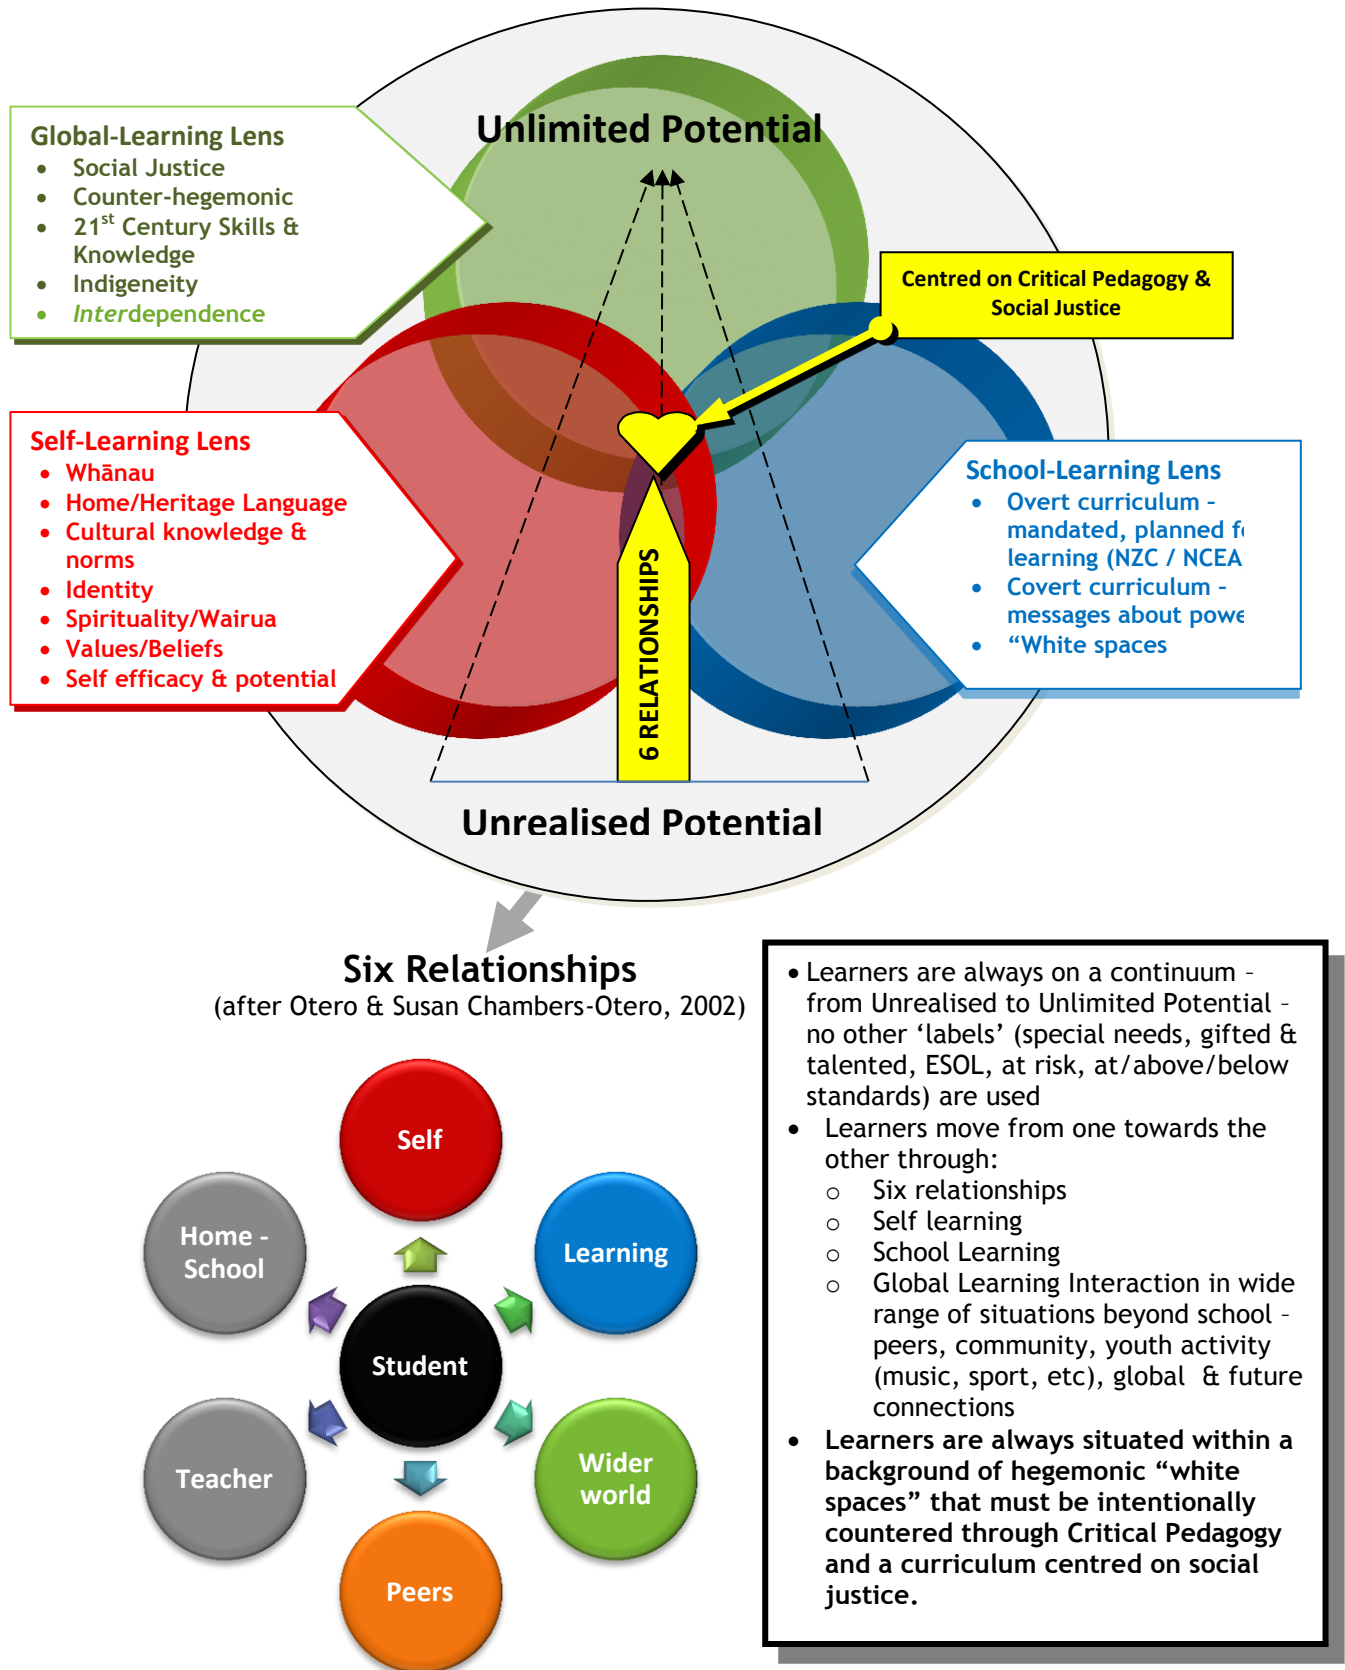 Unlimited Potential
Global-Learning Lens
• Social Justice
• Counter-hegemonic
• 21st Century Skills &
Knowledge
• Indigeneity
• Interdependence
Centred on Critical Pedagogy &
Social Justice
Self-Learning Lens
• Whānau
• Home/Heritage Language
• Cultural knowledge &
norms
• Identity
• Spirituality/Wairua
• Values/Beliefs
• Self efficacy & potential
School-Learning Lens
• Overt curriculum –
mandated, planned fo
learning (NZC / NCEA
• Covert curriculum –
messages about powe
• “White spaces
6 RELATIONSHIPS
Unrealised Potential
Six Relationships
(after Otero & Susan Chambers-Otero, 2002)
Self
Home -
School
Learning
Student
Teacher
Wider
world
Peers
• Learners are always on a continuum –
from Unrealised to Unlimited Potential –
no other ‘labels’ (special needs, gifted &
talented, ESOL, at risk, at/above/below
standards) are used
• Learners move from one towards the
other through:
o Six relationships
o Self learning
o School Learning
o Global Learning Interaction in wide
range of situations beyond school –
peers, community, youth activity
(music, sport, etc), global & future
connections
• Learners are always situated within a
background of hegemonic “white
spaces” that must be intentionally
countered through Critical Pedagogy
and a curriculum centred on social
justice.